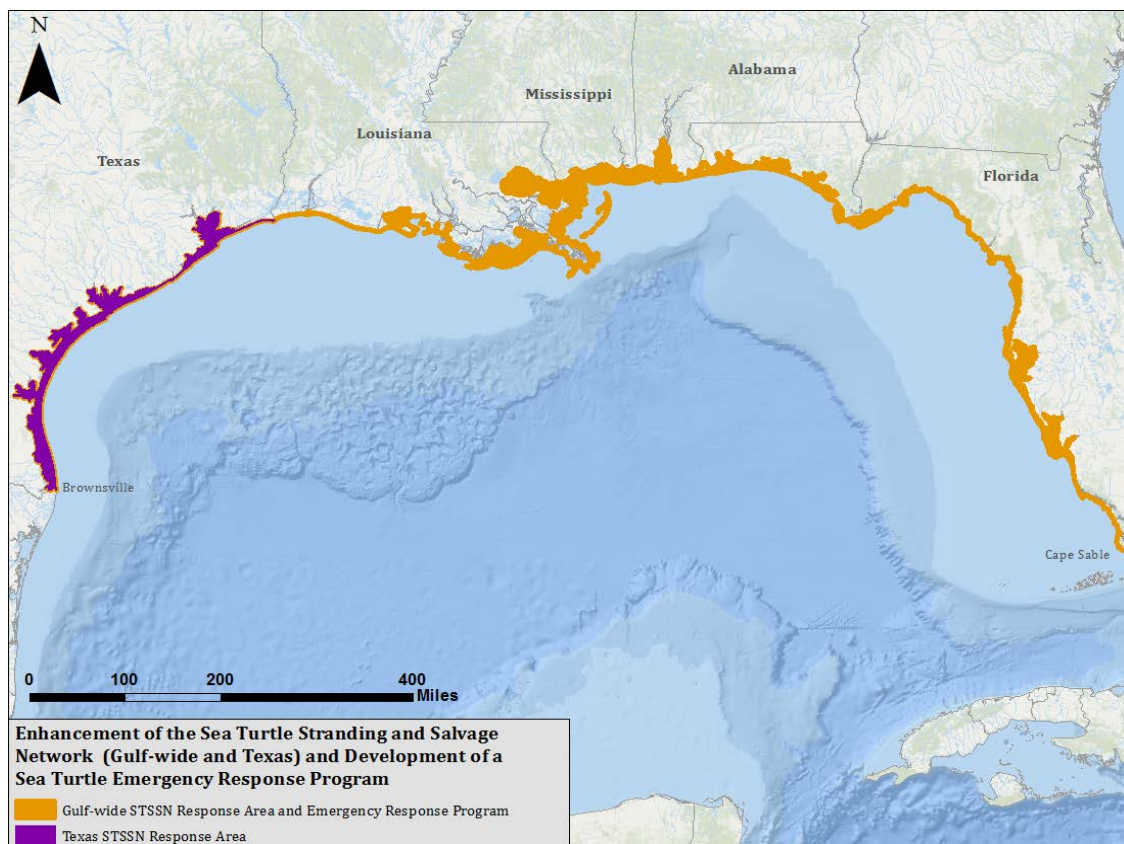 N
Alabama
Mississippi
Louisiana
Texas
Florida
Brownsville
Cape Sable
0 100 200 400
Miles
Enhancement of the Sea Turtle Stranding and Salvage
Network (Gulf-wide and Texas) and Development of a
Sea Turtle Emergency Response Program
Gulf-wide STSSN Response Area and Emergency Response Program
Texas STSSN Response Area